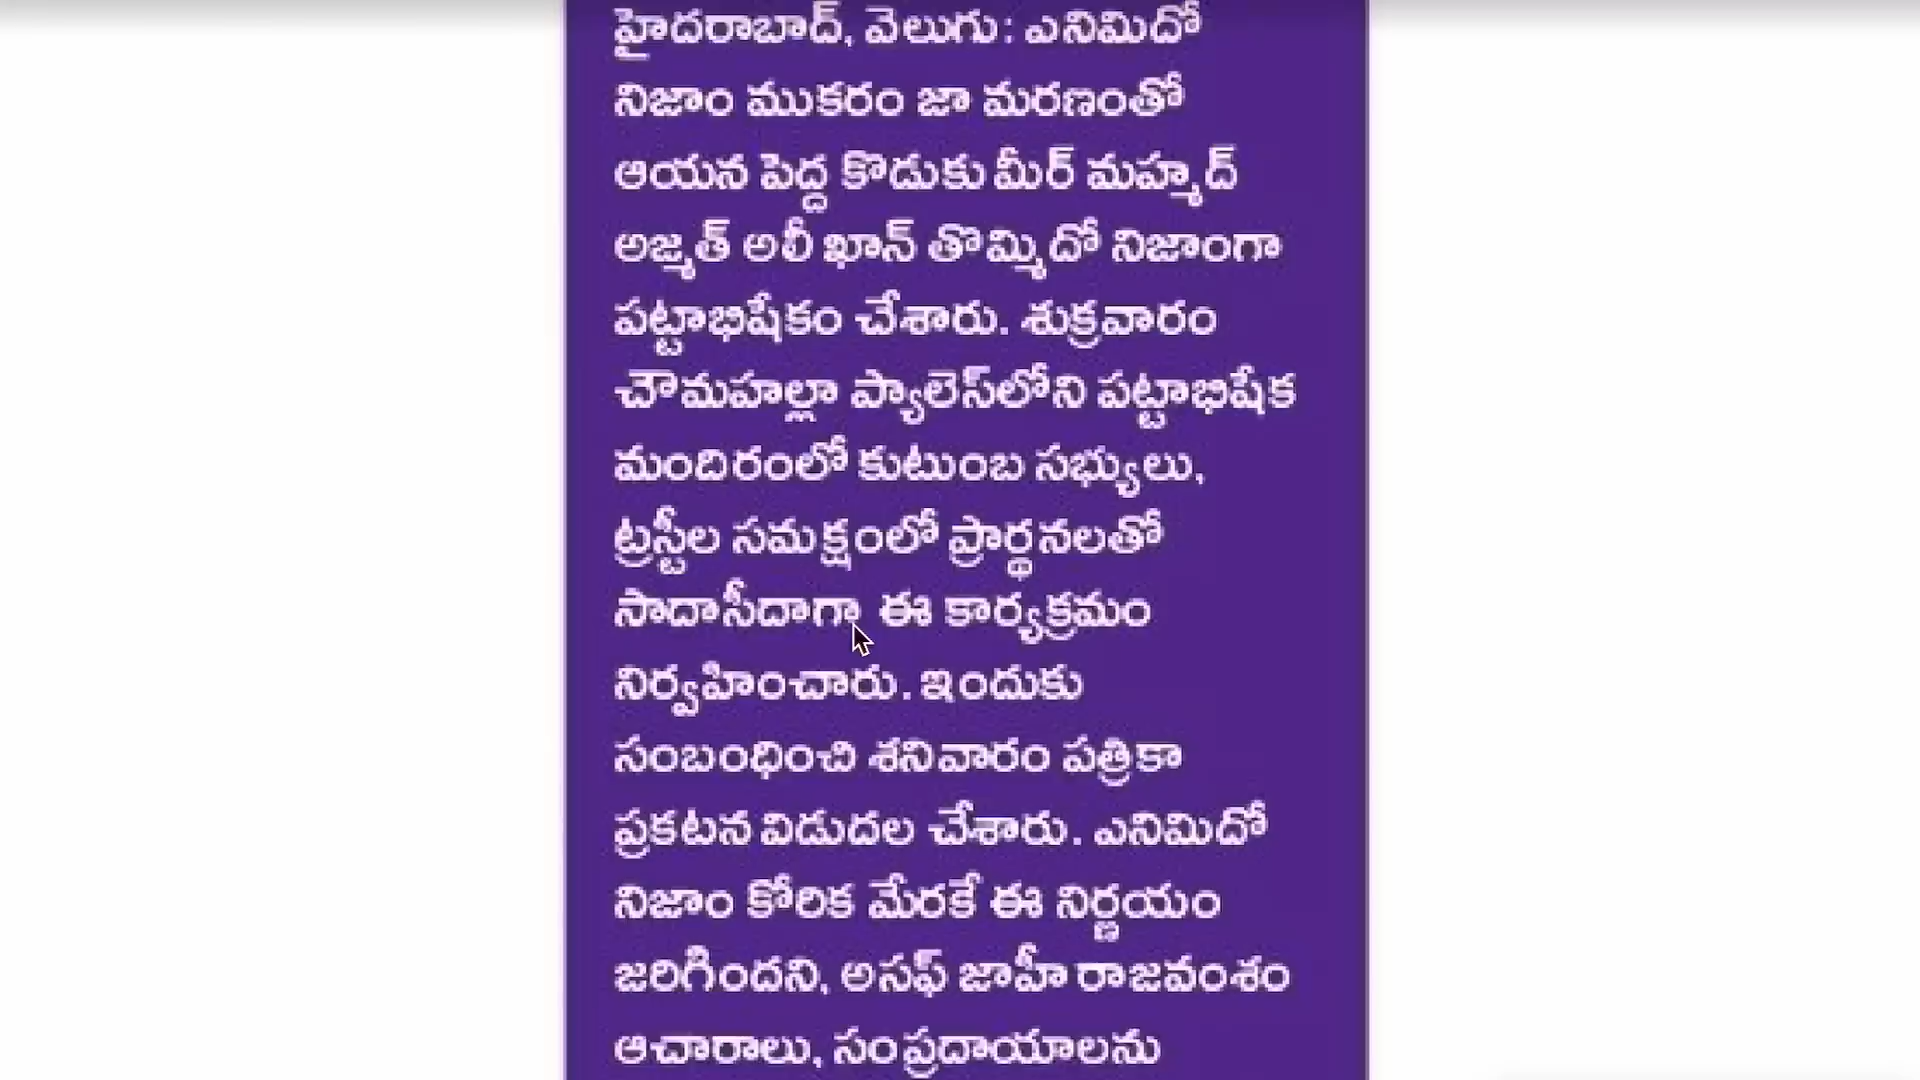 హైదరాబాద్, వెలుగు: ఎనిమిదో
నిజాం ముకరం జా మరణంతో
ఆయన పెద్ద కొడుకు మీర్ మహ్మద్
అజ్మత్ అలీ ఖాన్ తొమ్మిదో నిజాంగా
పట్టాభిషేకం చేశారు. శుక్రవారం
చౌమహల్లా ప్యాలెస్‌లోని పట్టాభిషేక
మందిరంలో కుటుంబ సభ్యులు,
ట్రస్టీల సమక్షంలో ప్రార్థనలతో
సాదాసీదాగా ఈ కార్యక్రమం
నిర్వహించారు. ఇందుకు
సంబంధించి శనివారం పత్రికా
ప్రకటన విడుదల చేశారు. ఎనిమిదో
నిజాం కోరిక మేరకే ఈ నిర్ణయం
జరిగిందని, అసఫ్ జాహీ రాజవంశం
ఆచారాలు, సంప్రదాయాలను